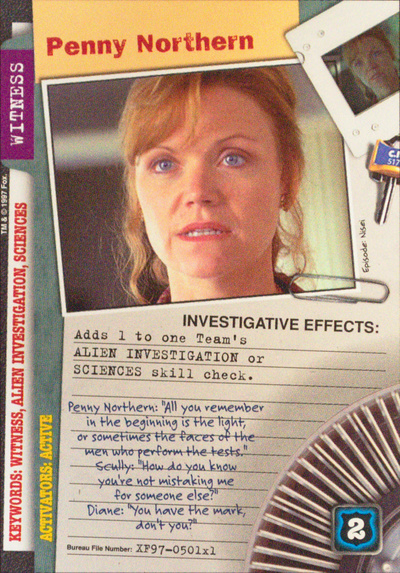 Penny Northern
WITNESS
TM & © 1997 Fox.
KEYWORDS: WITNESS, ALIEN INVESTIGATION, SCIENCES
ACTIVATORS: ACTIVE
Episode: Nisei
INVESTIGATIVE EFFECTS:
Adds 1 to one Team's
ALIEN INVESTIGATION or
SCIENCES skill check.
Penny Northern: "All you remember
in the beginning is the light,
or sometimes the faces of the
men who perform the tests."
Scully: "How do you know
you're not mistaking me
for someone else?"
Diane: "You have the mark,
don't you?"
Bureau File Number: XF97-0501x1
2